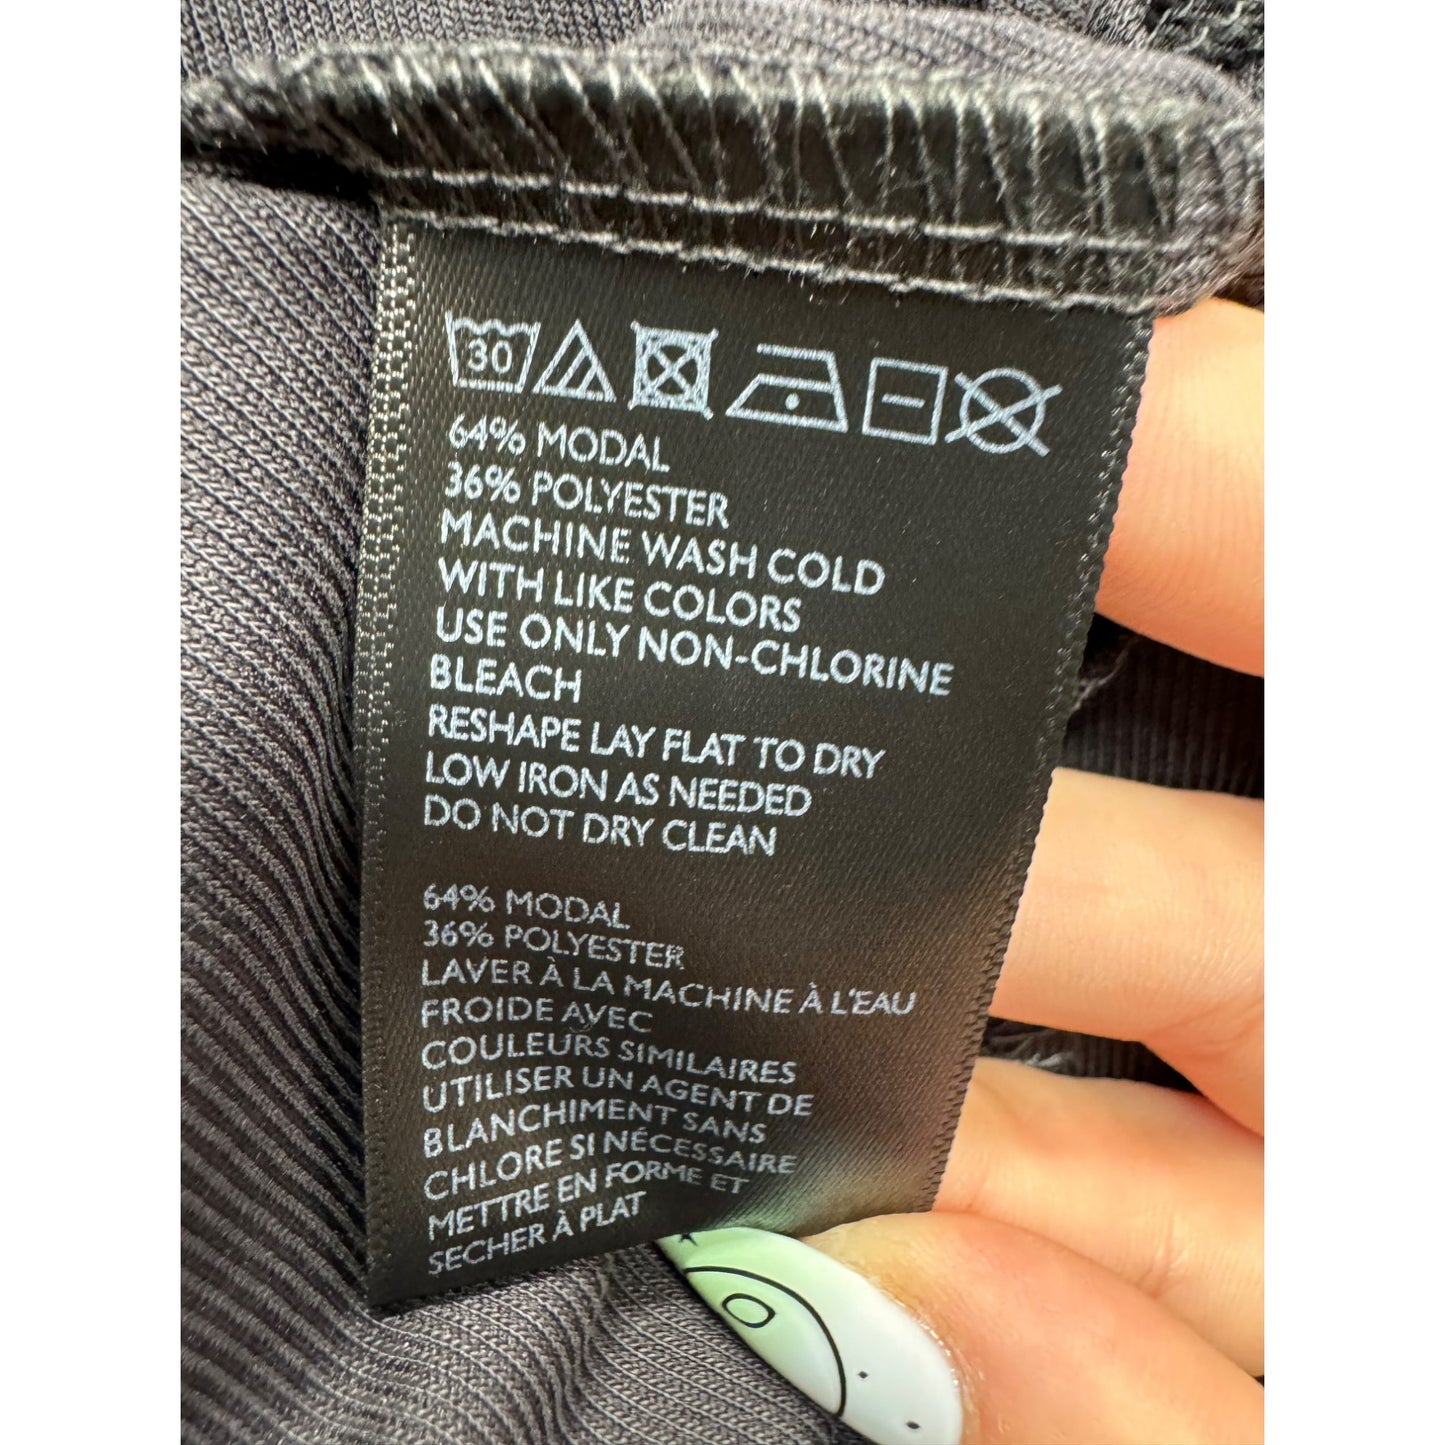 30
64% MODAL
36% POLYESTER
MACHINE WASH COLD
WITH LIKE COLORS
USE ONLY NON-CHLORINE
BLEACH
RESHAPE LAY FLAT TO DRY
LOW IRON AS NEEDED
DO NOT DRY CLEAN
64% MODAL
36% POLYESTER
LAVER À LA MACHINE À L'EAU
FROIDE AVEC
COULEURS SIMILAIRES
UTILISER UN AGENT DE
BLANCHIMENT SANS
CHLORE SI NÉCESSAIRE
METTRE EN FORME ET
SECHER À PLAT